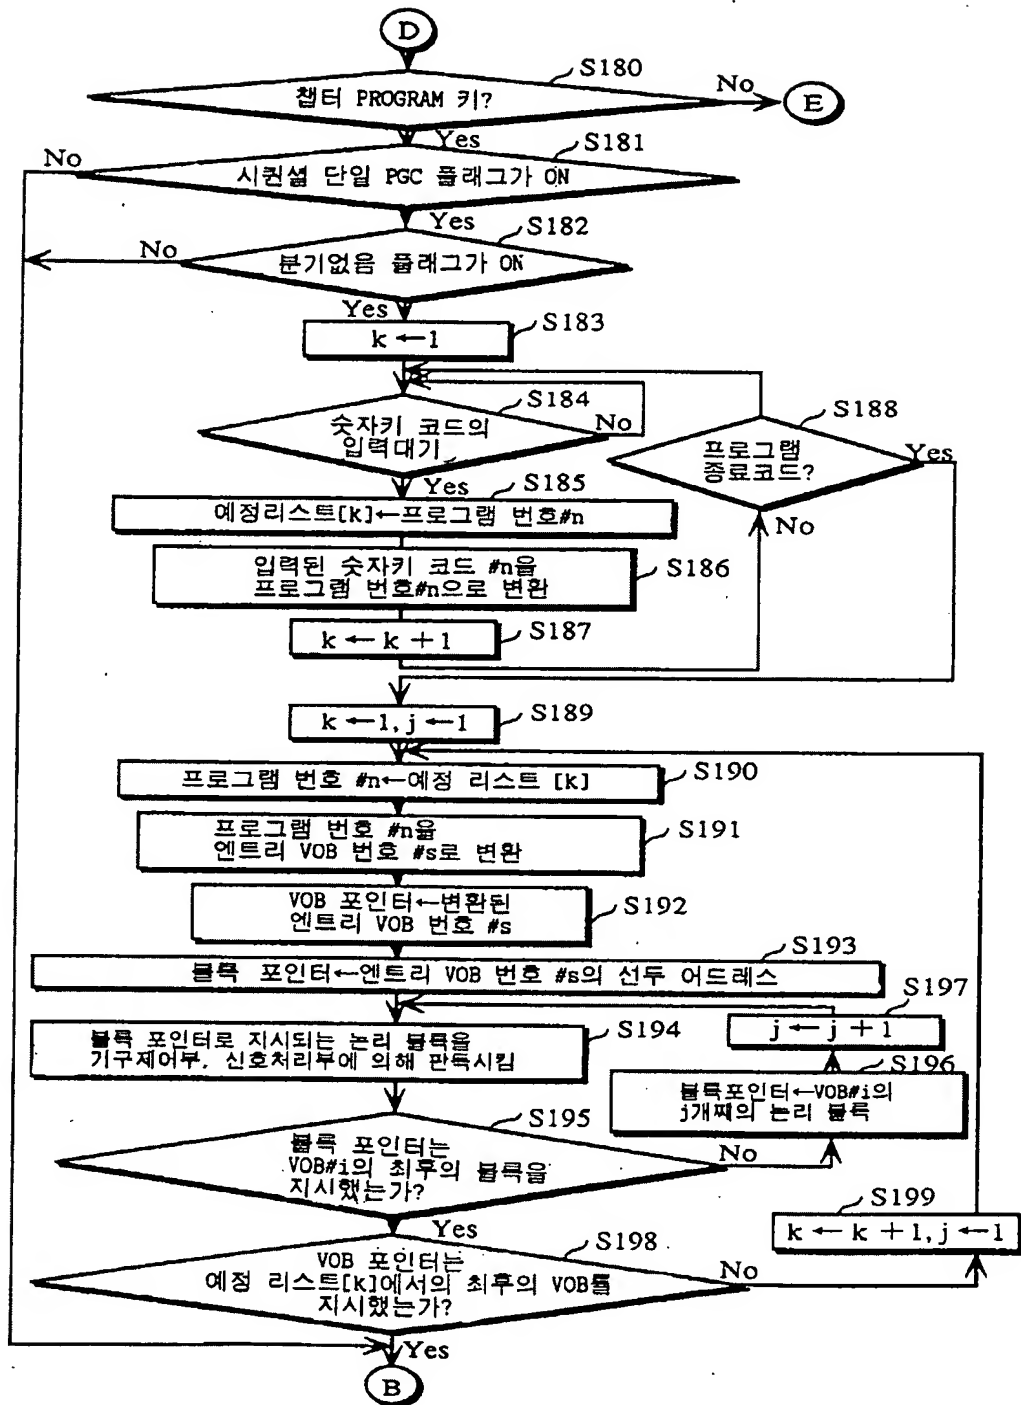 D
S180
챕터 PROGRAM 키?
No
E
Yes
S181
No
시퀀셜 단일 PGC 플래그가 ON
Yes
S182
No
분기없음 플래그가 ON
Yes
S183
k ← 1
S184
숫자키 코드의
입력대기
No
S188
프로그램
종료코드?
Yes
No
Yes
S185
예정리스트[k]←프로그램 번호#n
입력된 숫자키 코드 #n을
프로그램 번호#n으로 변환
S186
k ← k + 1
S187
k ← 1, j ← 1
S189
프로그램 번호 #n←예정 리스트 [k]
S190
프로그램 번호 #n을
엔트리 VOB 번호 #s로 변환
S191
VOB 포인터←변환된
엔트리 VOB 번호 #s
S192
S193
블록 포인터←엔트리 VOB 번호 #s의 선두 어드레스
S197
j ← j + 1
S194
블록 포인터로 지시되는 논리 블록을
기구제어부, 신호처리부에 의해 판독시킴
S196
블록포인터←VOB#i의
j개째의 논리 블록
S195
블록 포인터는
VOB#i의 최후의 블록을
지시했는가?
No
Yes
S199
k ← k + 1, j ← 1
S198
VOB 포인터는
예정 리스트[k]에서의 최후의 VOB를
지시했는가?
No
Yes
B